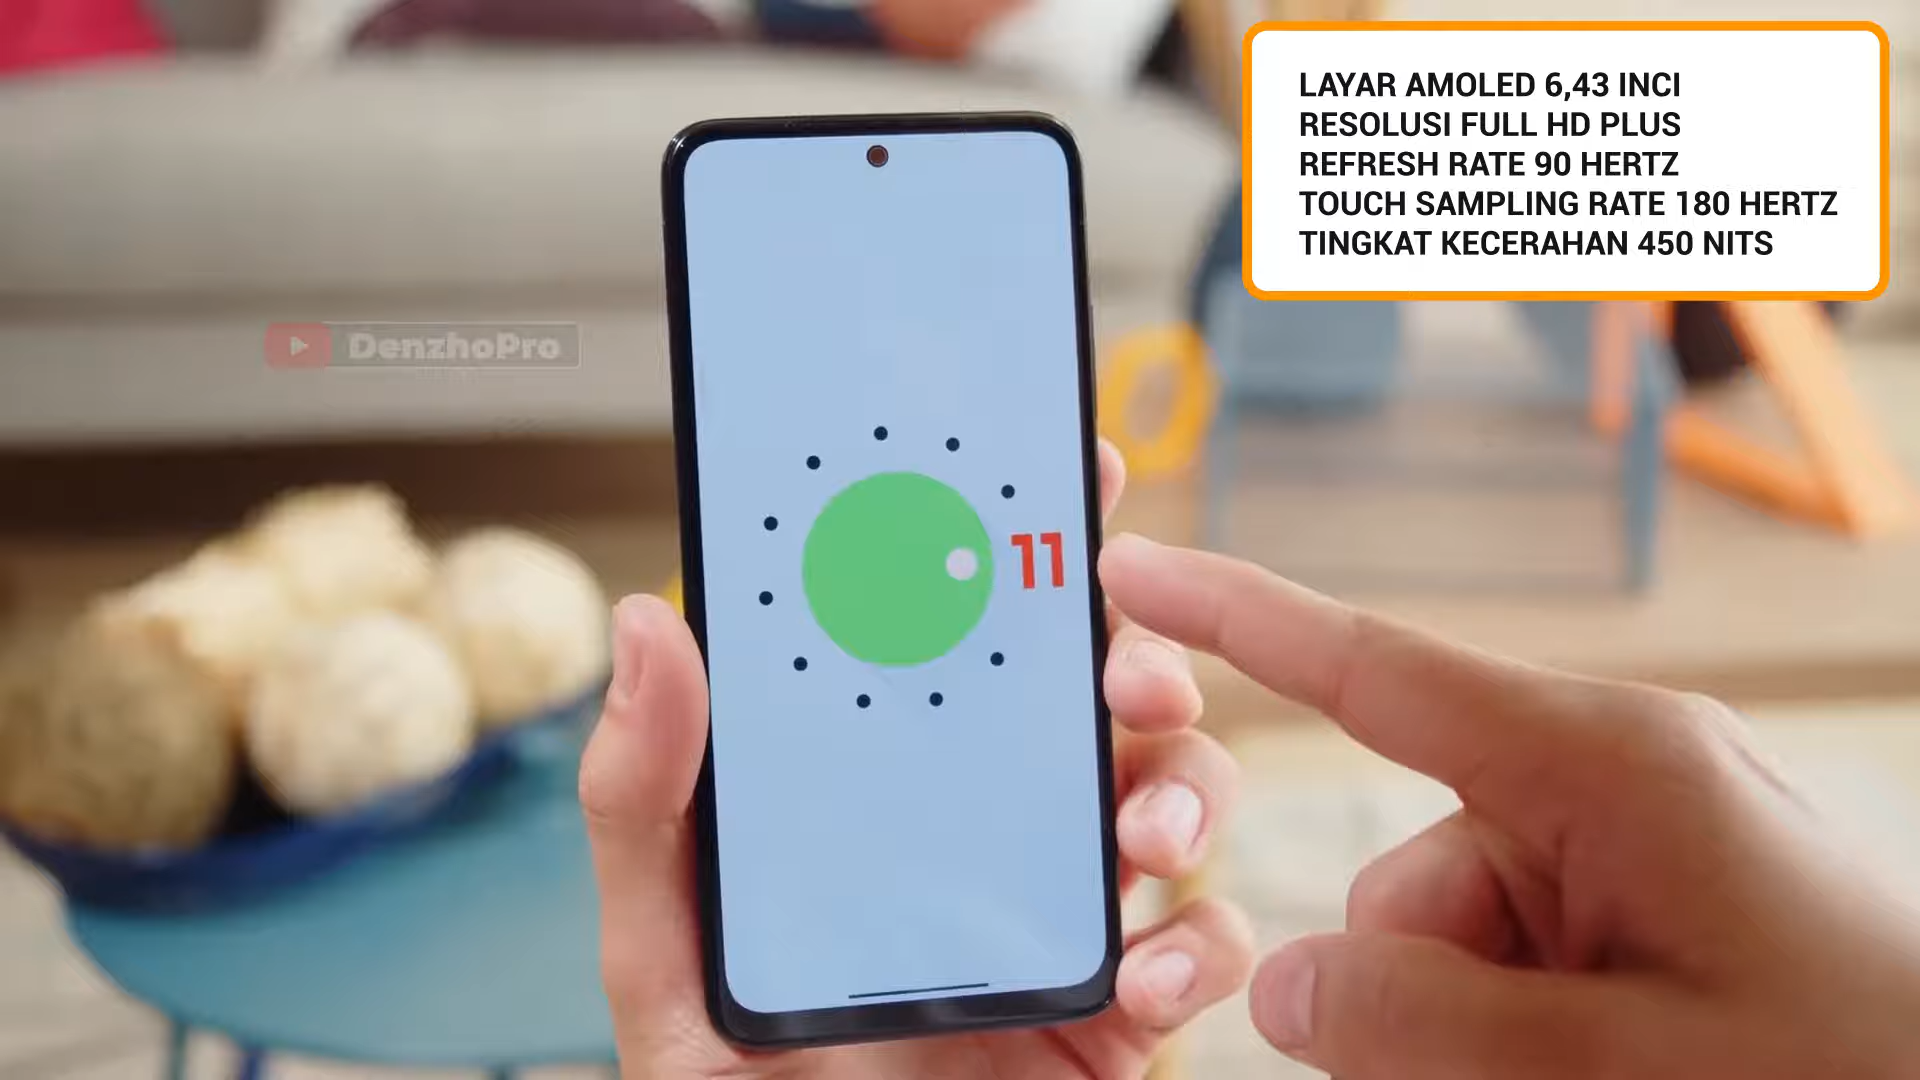 LAYAR AMOLED 6,43 INCI
RESOLUSI FULL HD PLUS
REFRESH RATE 90 HERTZ
TOUCH SAMPLING RATE 180 HERTZ
TINGKAT KECERAHAN 450 NITS
DenzhoPro
11